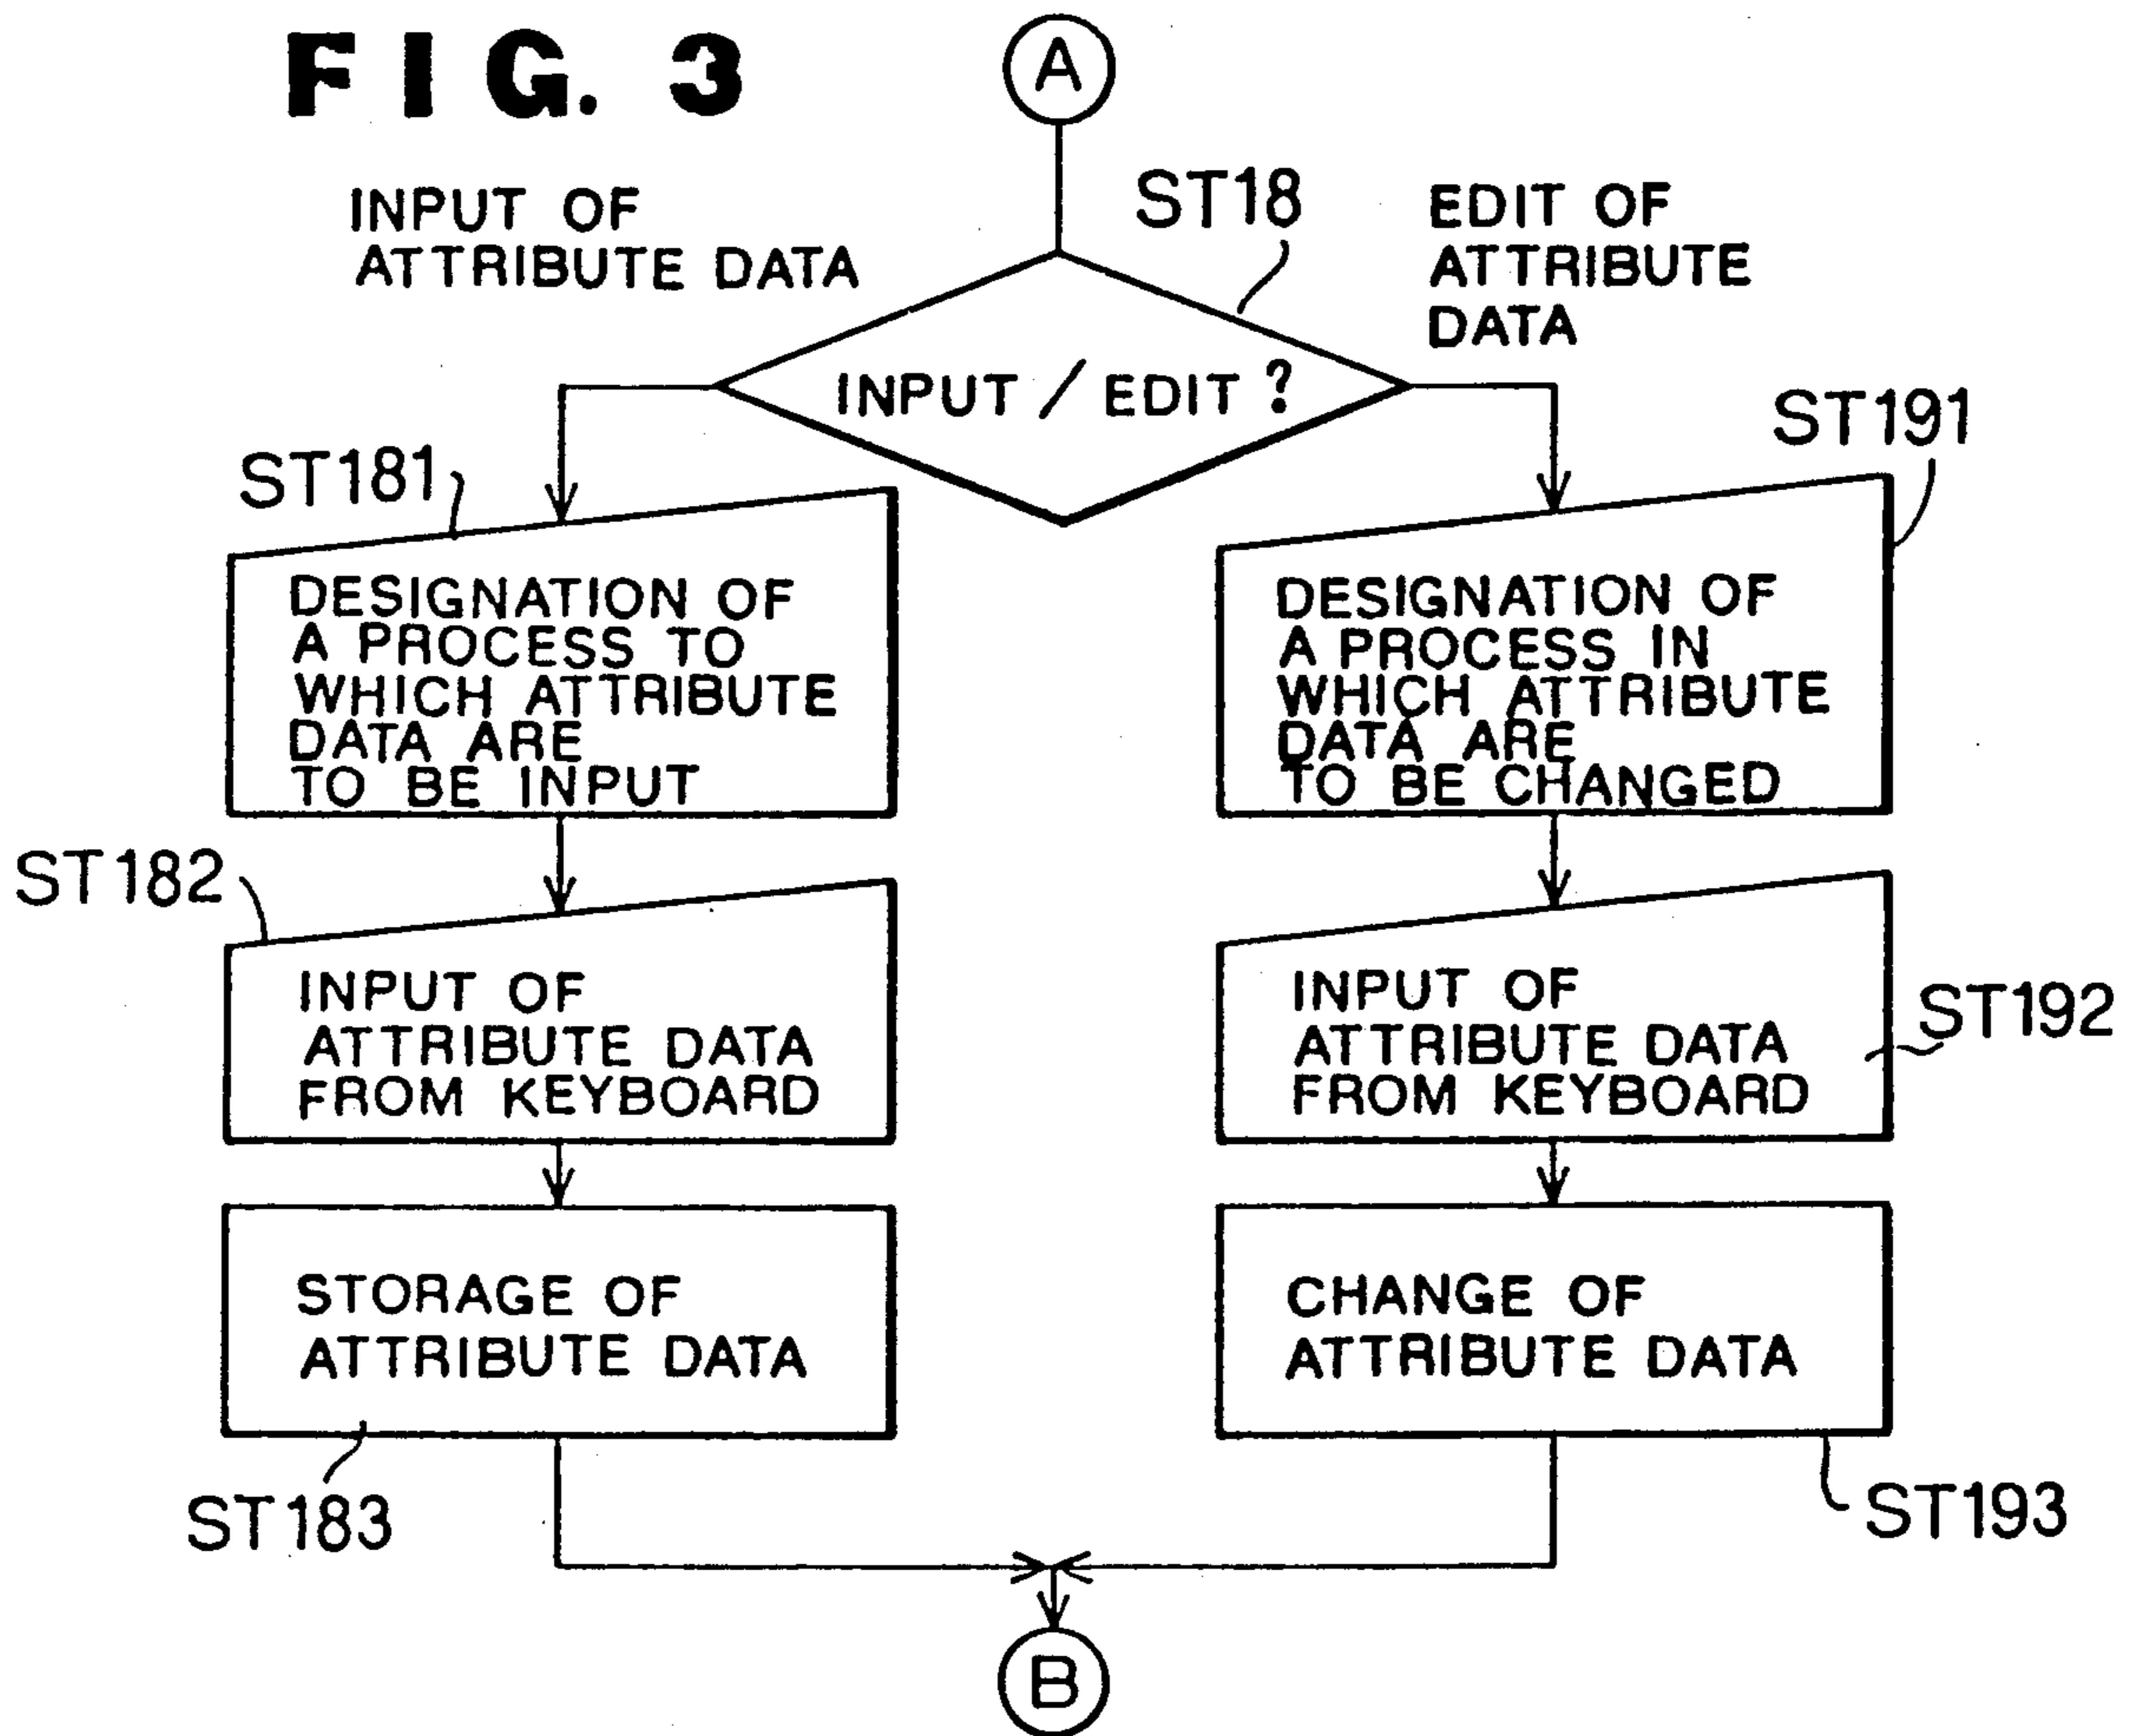 FIG. 3
A
ST18
INPUT OF
ATTRIBUTE DATA
EDIT OF
ATTRIBUTE
DATA
INPUT / EDIT ?
ST181
DESIGNATION OF
A PROCESS TO
WHICH ATTRIBUTE
DATA ARE
TO BE INPUT
ST182
INPUT OF
ATTRIBUTE DATA
FROM KEYBOARD
STORAGE OF
ATTRIBUTE DATA
ST183
ST191
DESIGNATION OF
A PROCESS IN
WHICH ATTRIBUTE
DATA ARE
TO BE CHANGED
INPUT OF
ATTRIBUTE DATA
FROM KEYBOARD
ST192
CHANGE OF
ATTRIBUTE DATA
ST193
B